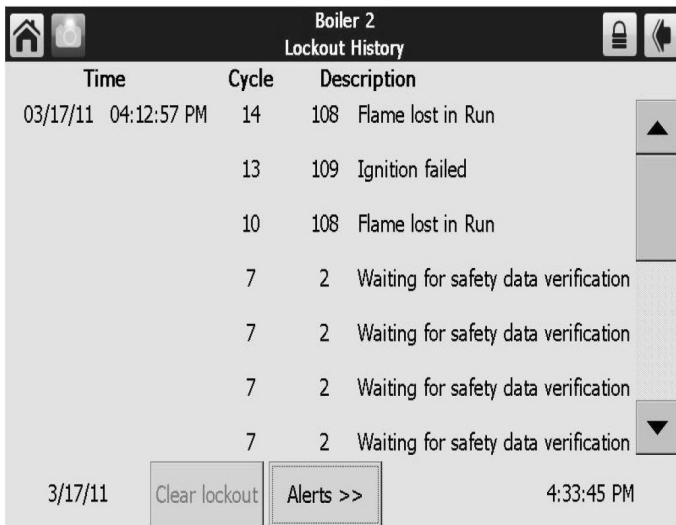 Boiler 2
Lockout History
Time Cycle Description
03/17/11 04:12:57 PM 14 108 Flame lost in Run
13 109 Ignition failed
10 108 Flame lost in Run
7 2 Waiting for safety data verification
7 2 Waiting for safety data verification
7 2 Waiting for safety data verification
7 2 Waiting for safety data verification
3/17/11 Clear lockout Alerts >> 4:33:45 PM